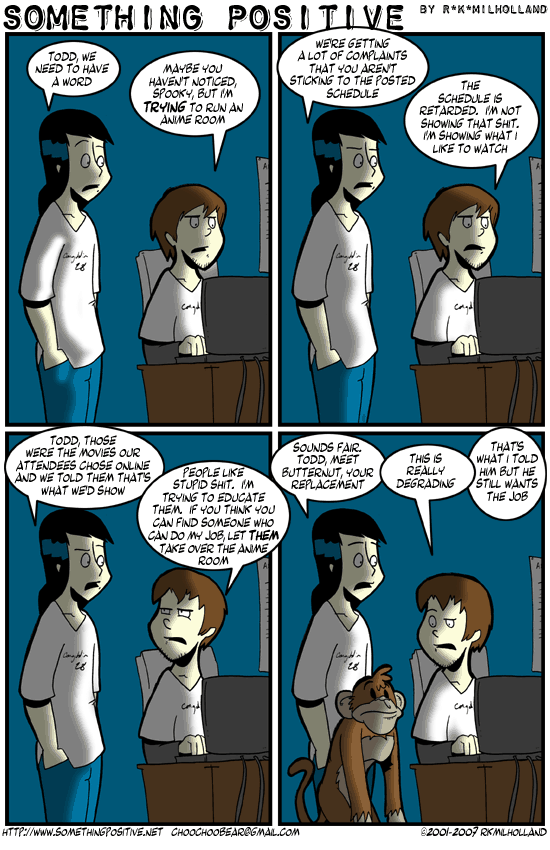 SOMETHING POSITIVE BY R*K*MILHOLLAND
TODD, WE
NEED TO HAVE
A WORD
MAYBE YOU
HAVEN'T NOTICED,
SPOOKY, BUT I'M
TRYING TO RUN AN
ANIME ROOM
WE'RE GETTING
A LOT OF COMPLAINTS
THAT YOU AREN'T
STICKING TO THE POSTED
SCHEDULE
THE
SCHEDULE IS
RETARDED. I'M NOT
SHOWING THAT SHIT.
I'M SHOWING WHAT I
LIKE TO WATCH
TODD, THOSE
WERE THE MOVIES OUR
ATTENDEES CHOSE ONLINE
AND WE TOLD THEM THAT'S
WHAT WE'D SHOW
PEOPLE LIKE
STUPID SHIT. I'M
TRYING TO EDUCATE
THEM. IF YOU THINK YOU
CAN FIND SOMEONE WHO
CAN DO MY JOB, LET THEM
TAKE OVER THE ANIME
ROOM
SOUNDS FAIR.
TODD, MEET
BUTTERNUT, YOUR
REPLACEMENT
THIS IS
REALLY
DEGRADING
THAT'S
WHAT I TOLD
HIM BUT HE
STILL WANTS
THE JOB
HTTP://WWW.SOMETHINGPOSITIVE.NET CHOOCHOOBEAR@GMAIL.COM ©2001-2007 RKMILHOLLAND